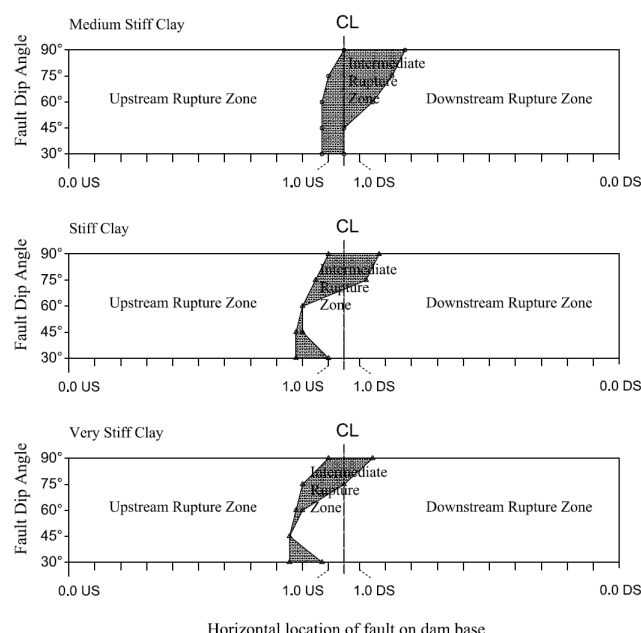 Medium Stiff Clay
CL
Fault Dip Angle
90°
75°
60°
45°
30°
Upstream Rupture Zone
Intermediate
Rupture
Zone
Downstream Rupture Zone
0.0 US
1.0 US
1.0 DS
0.0 DS
Stiff Clay
CL
Fault Dip Angle
90°
75°
60°
45°
30°
Upstream Rupture Zone
Intermediate
Rupture
Zone
Downstream Rupture Zone
0.0 US
1.0 US
1.0 DS
0.0 DS
Very Stiff Clay
CL
Fault Dip Angle
90°
75°
60°
45°
30°
Upstream Rupture Zone
Intermediate
Rupture
Zone
Downstream Rupture Zone
0.0 US
1.0 US
1.0 DS
0.0 DS
Horizontal location of fault on dam base